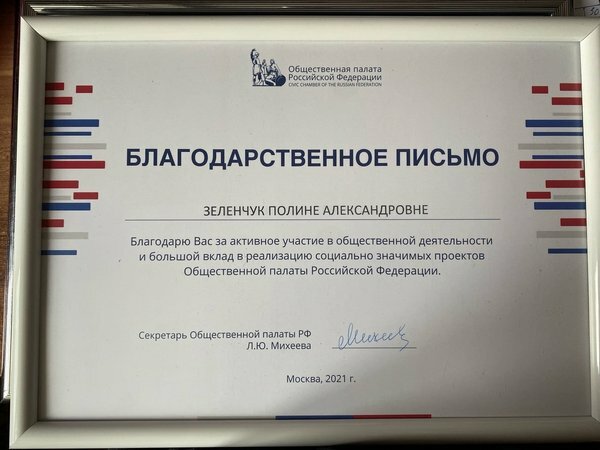 Общественная палата
Российской Федерации
CIVIC CHAMBER OF THE RUSSIAN FEDERATION
БЛАГОДАРСТВЕННОЕ ПИСЬМО
ЗЕЛЕНЧУК ПОЛИНЕ АЛЕКСАНДРОВНЕ
Благодарю Вас за активное участие в общественной деятельности
и большой вклад в реализацию социально значимых проектов
Общественной палаты Российской Федерации.
Секретарь Общественной палаты РФ
Л.Ю. Михеева
Москва, 2021 г.